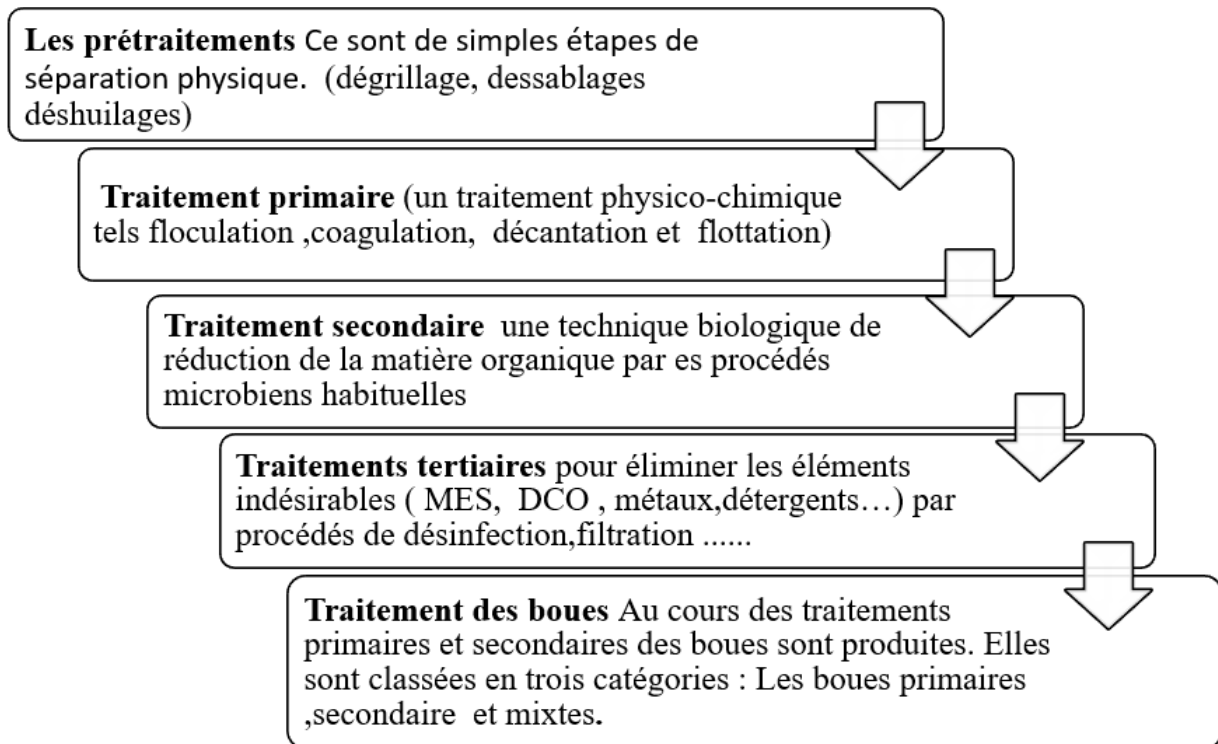 Les prétraitements Ce sont de simples étapes de
séparation physique.  (dégrillage, dessablages
déshuilages)
Traitement primaire (un traitement physico-chimique
tels floculation ,coagulation,  décantation et  flottation)
Traitement secondaire  une technique biologique de
réduction de la matière organique par es procédés
microbiens habituelles
Traitements tertiaires pour éliminer les éléments
indésirables ( MES,  DCO , métaux,détergents…) par
procédés de désinfection,filtration ......
Traitement des boues Au cours des traitements
primaires et secondaires des boues sont produites. Elles
sont classées en trois catégories : Les boues primaires
,secondaire  et mixtes.